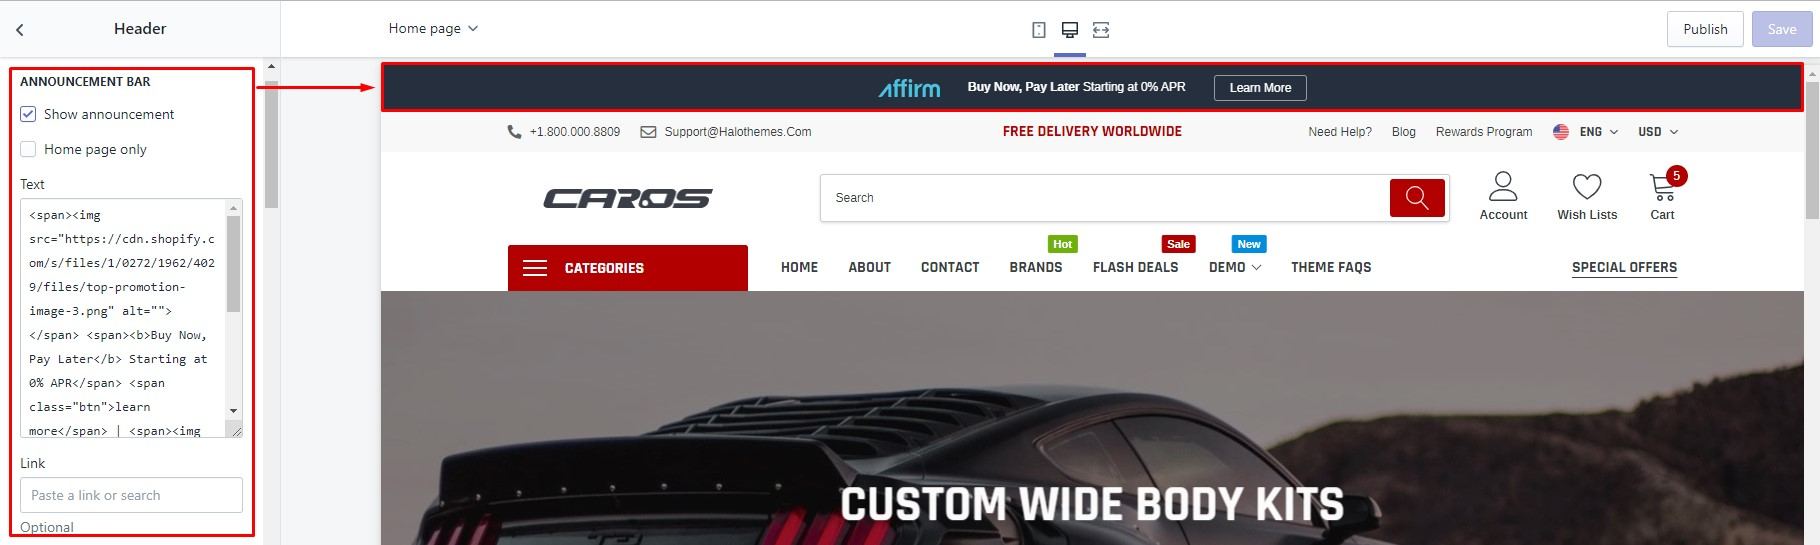 Header
Home page
Publish
Save
ANNOUNCEMENT BAR
Show announcement
Home page only
Text
<span><img
src="https://cdn.shopify.c
om/s/files/1/0272/1962/402
9/files/top-promotion-
image-3.png" alt="">
</span> <span><b>Buy Now,
Pay Later</b> Starting at
0% APR</span> <span
class="btn">learn
more</span> | <span><img
Link
Paste a link or search
Optional
affirm Buy Now, Pay Later Starting at 0% APR Learn More
+1.800.000.8809 Support@Halothemes.Com FREE DELIVERY WORLDWIDE Need Help? Blog Rewards Program ENG USD
CAROS
Search
5
Account Wish Lists Cart
Hot Sale New
CATEGORIES HOME ABOUT CONTACT BRANDS FLASH DEALS DEMO THEME FAQS SPECIAL OFFERS
CUSTOM WIDE BODY KITS